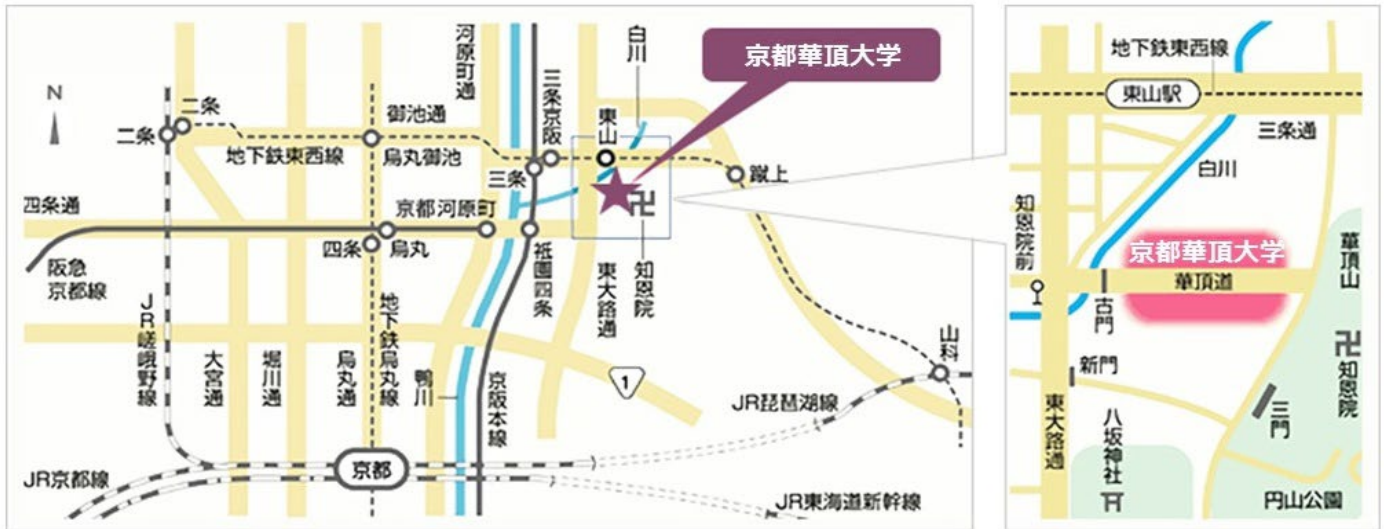 京都華頂大学
河原町通
白川
N
二条
二条
御池通
三条京阪
東山
地下鉄東西線
烏丸御池
三条
蹴上
四条通
京都河原町
四条
烏丸
阪急
京都線
祇園四条
東大路通
知恩院
JR嵯峨野線
大宮通
堀川通
烏丸通
地下鉄烏丸線
鴨川
京阪本線
1
山科
JR琵琶湖線
京都
JR京都線
JR東海道新幹線
地下鉄東西線
東山駅
三条通
白川
知恩院前
京都華頂大学
華頂道
華頂山
古門
新門
卍知恩院
三門
東大路通
八坂神社
円山公園